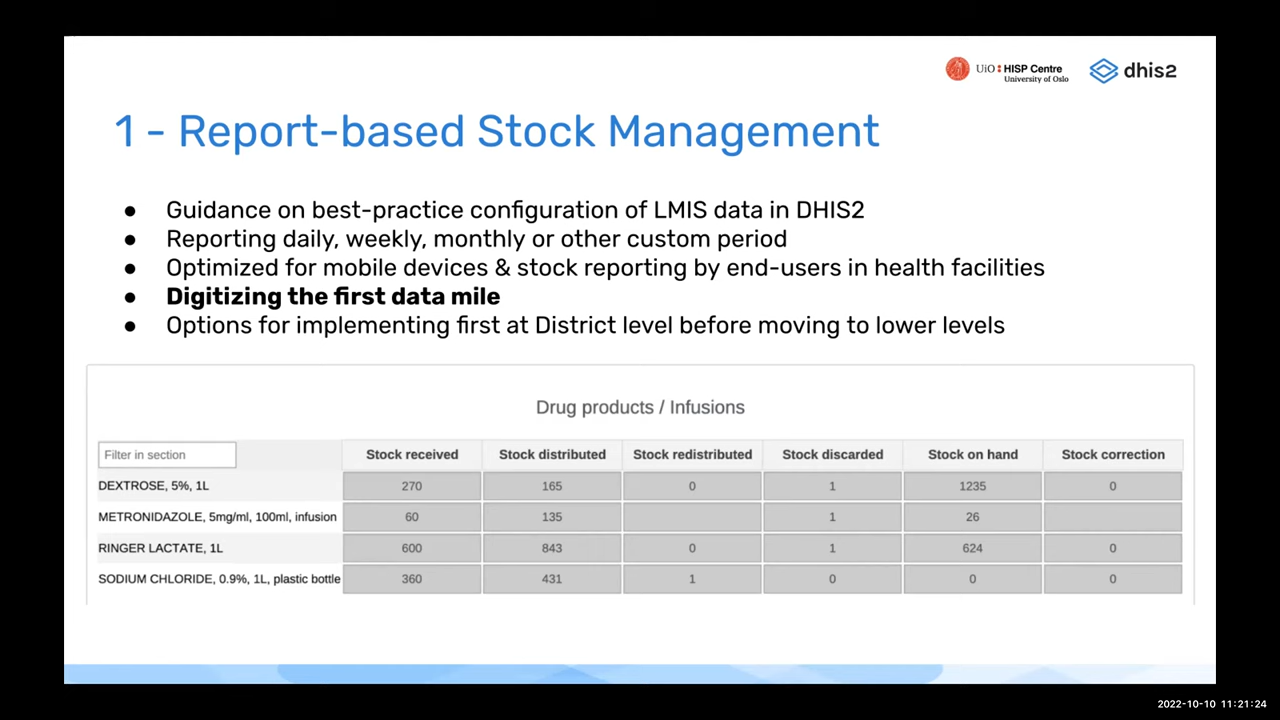 UiO : HISP Centre
University of Oslo
dhis2
1 - Report-based Stock Management
● Guidance on best-practice configuration of LMIS data in DHIS2
● Reporting daily, weekly, monthly or other custom period
● Optimized for mobile devices & stock reporting by end-users in health facilities
● Digitizing the first data mile
● Options for implementing first at District level before moving to lower levels
Drug products / Infusions
Filter in section Stock received Stock distributed Stock redistributed Stock discarded Stock on hand Stock correction
DEXTROSE, 5%, 1L 270 165 0 1 1235 0
METRONIDAZOLE, 5mg/ml, 100ml, infusion 60 135 1 26
RINGER LACTATE, 1L 600 843 0 1 624 0
SODIUM CHLORIDE, 0.9%, 1L, plastic bottle 360 431 1 0 0 0
2022-10-10 11:21:24